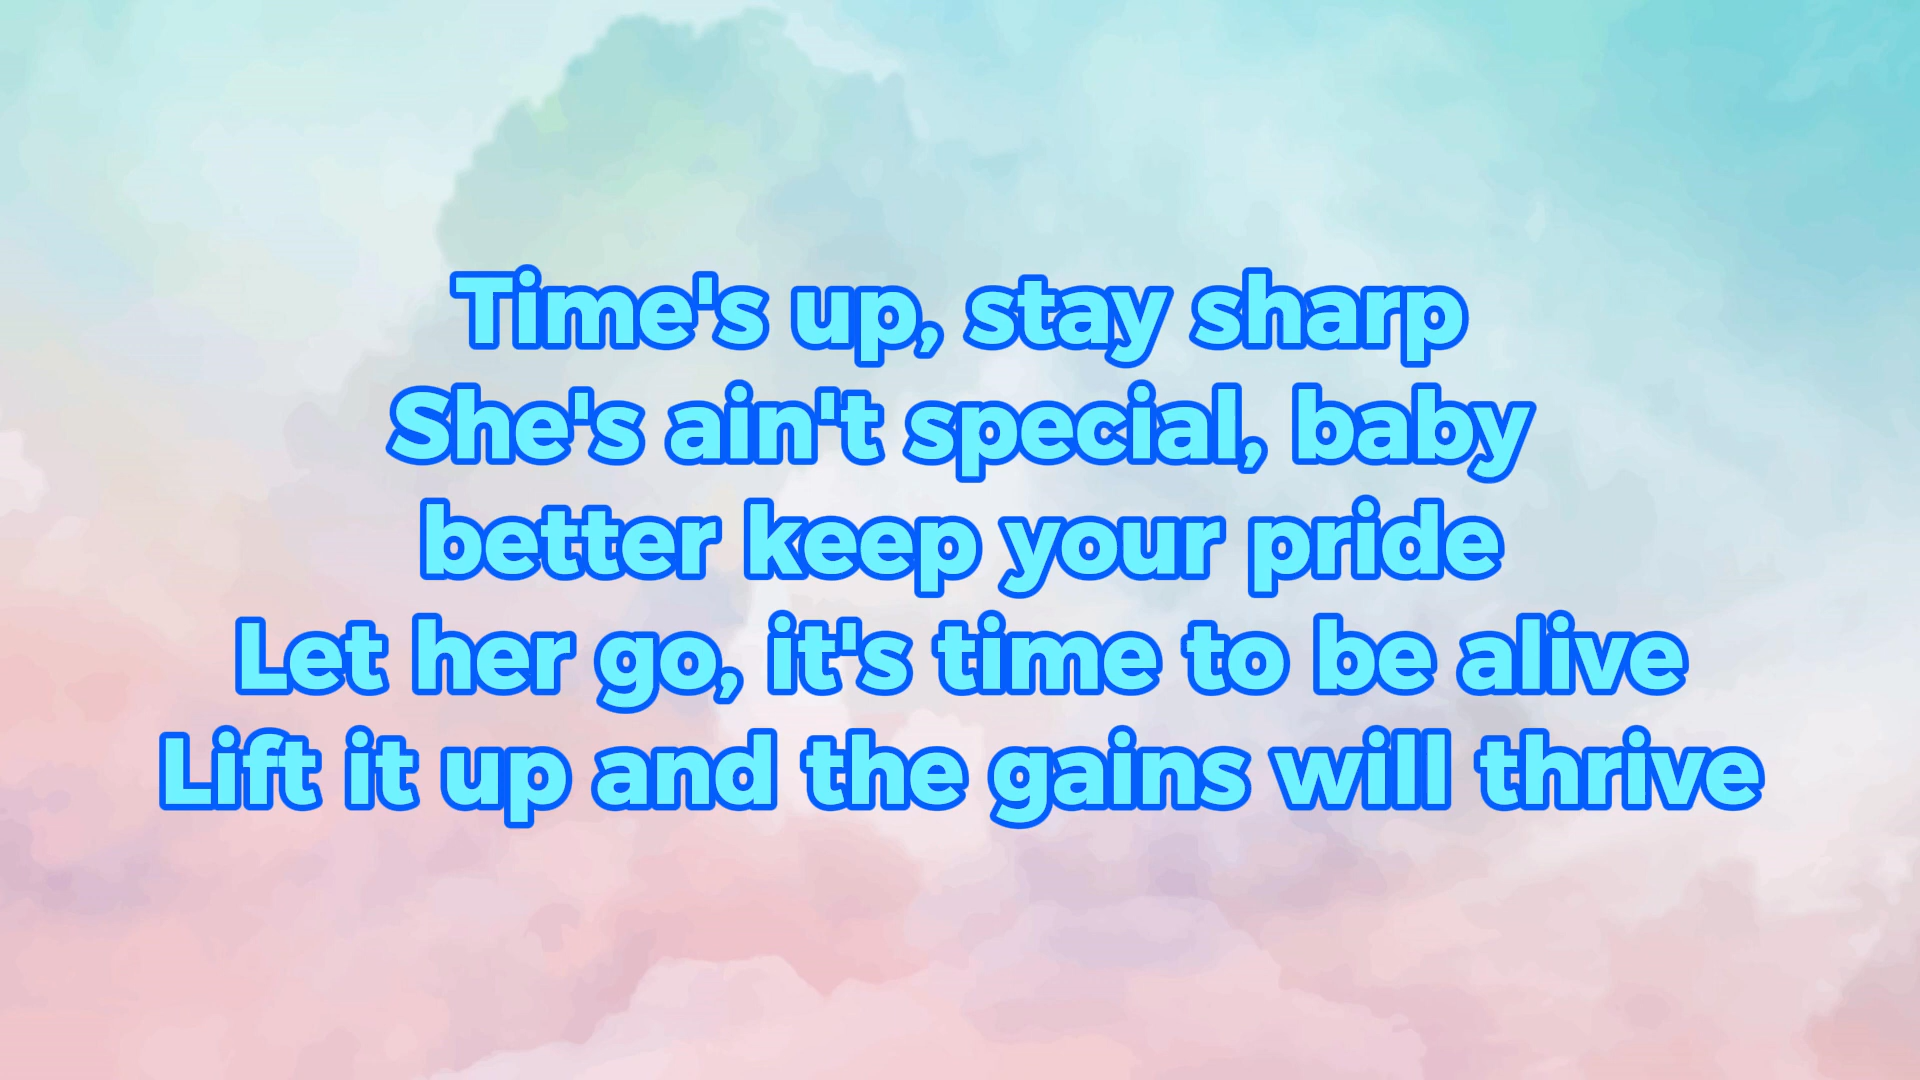 Time's up, stay sharp
She's ain't special, baby
better keep your pride
Let her go, it's time to be alive
Lift it up and the gains will thrive